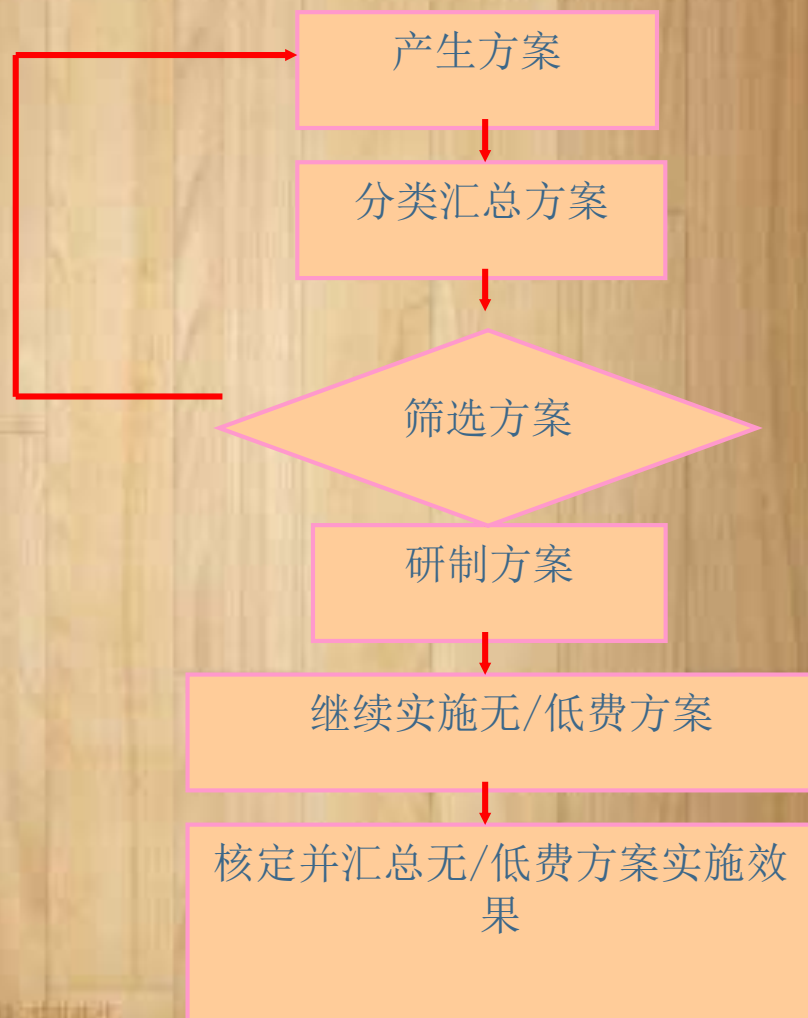 产生方案
分类汇总方案
筛选方案
研制方案
继续实施无/低费方案
核定并汇总无/低费方案实施效
果